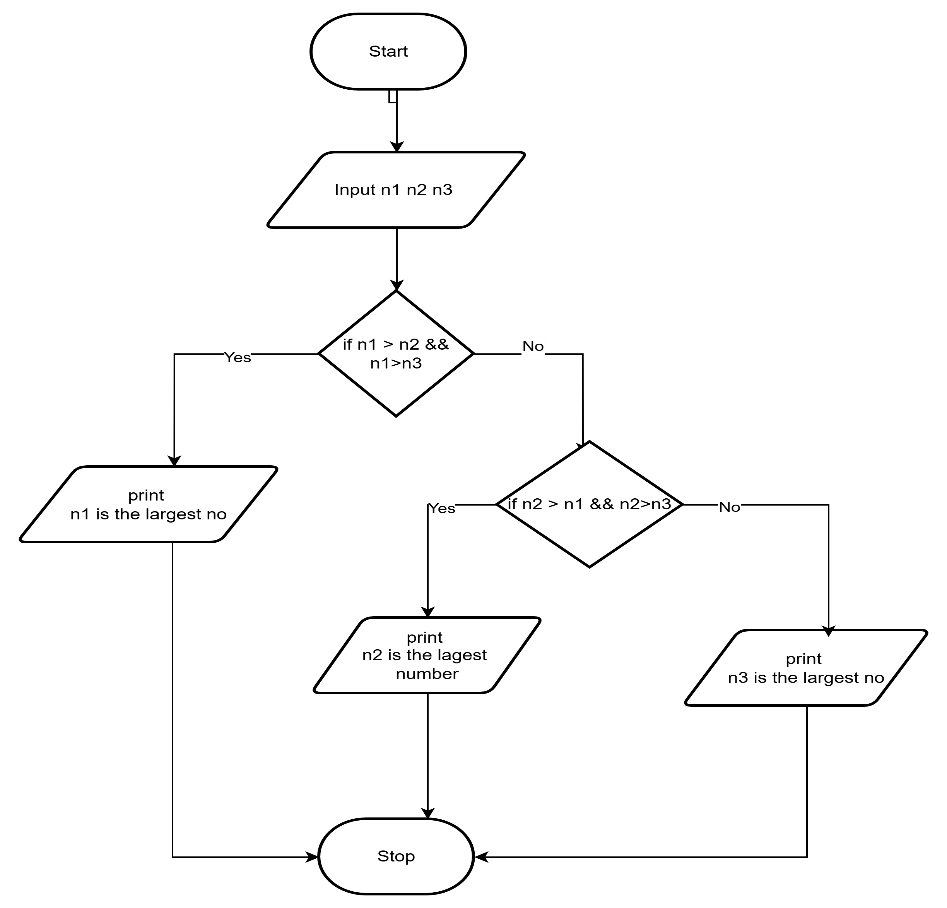 Start
Input n1 n2 n3
if n1 > n2 &&
n1>n3
Yes
No
print
n1 is the largest no
if n2 > n1 && n2>n3
Yes
No
print
n2 is the lagest
number
print
n3 is the largest no
Stop